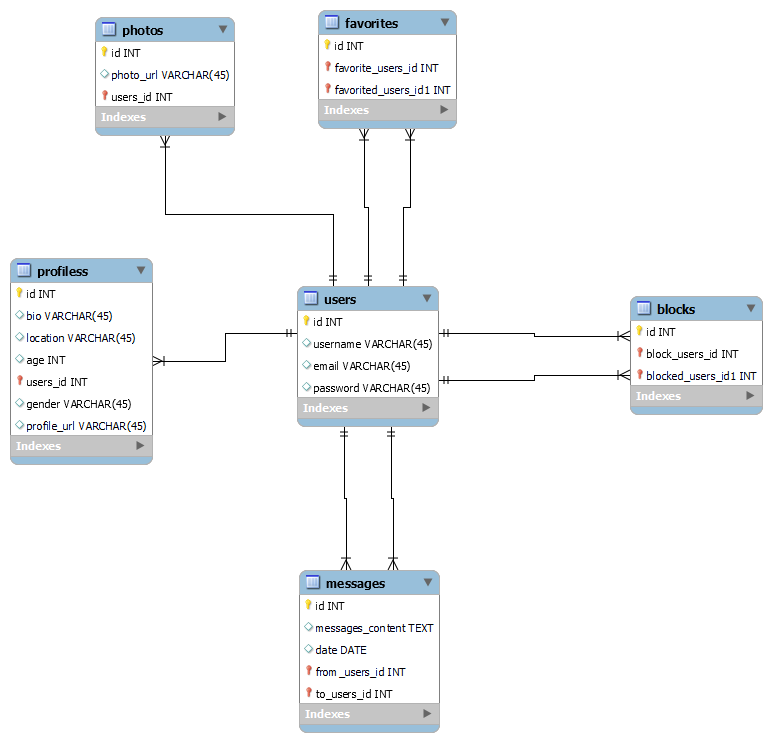 photos
id INT
photo_url VARCHAR(45)
users_id INT
Indexes
favorites
id INT
favorite_users_id INT
favorited_users_id1 INT
Indexes
profiless
id INT
bio VARCHAR(45)
location VARCHAR(45)
age INT
users_id INT
gender VARCHAR(45)
profile_url VARCHAR(45)
Indexes
users
id INT
username VARCHAR(45)
email VARCHAR(45)
password VARCHAR(45)
Indexes
blocks
id INT
block_users_id INT
blocked_users_id1 INT
Indexes
messages
id INT
messages_content TEXT
date DATE
from _users_id INT
to_users_id INT
Indexes